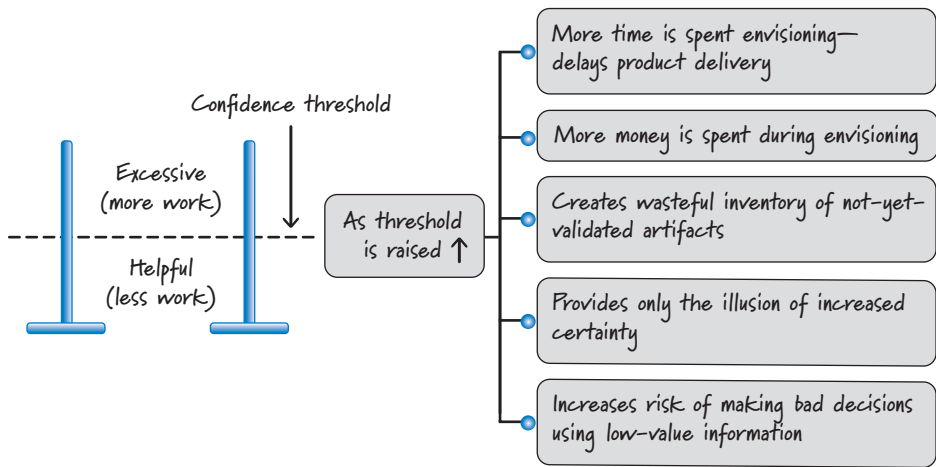 Confidence threshold
Excessive
(more work)
Helpful
(less work)
As threshold
is raised ↑
More time is spent envisioning—
delays product delivery
More money is spent during envisioning
Creates wasteful inventory of not-yet-
validated artifacts
Provides only the illusion of increased
certainty
Increases risk of making bad decisions
using low-value information